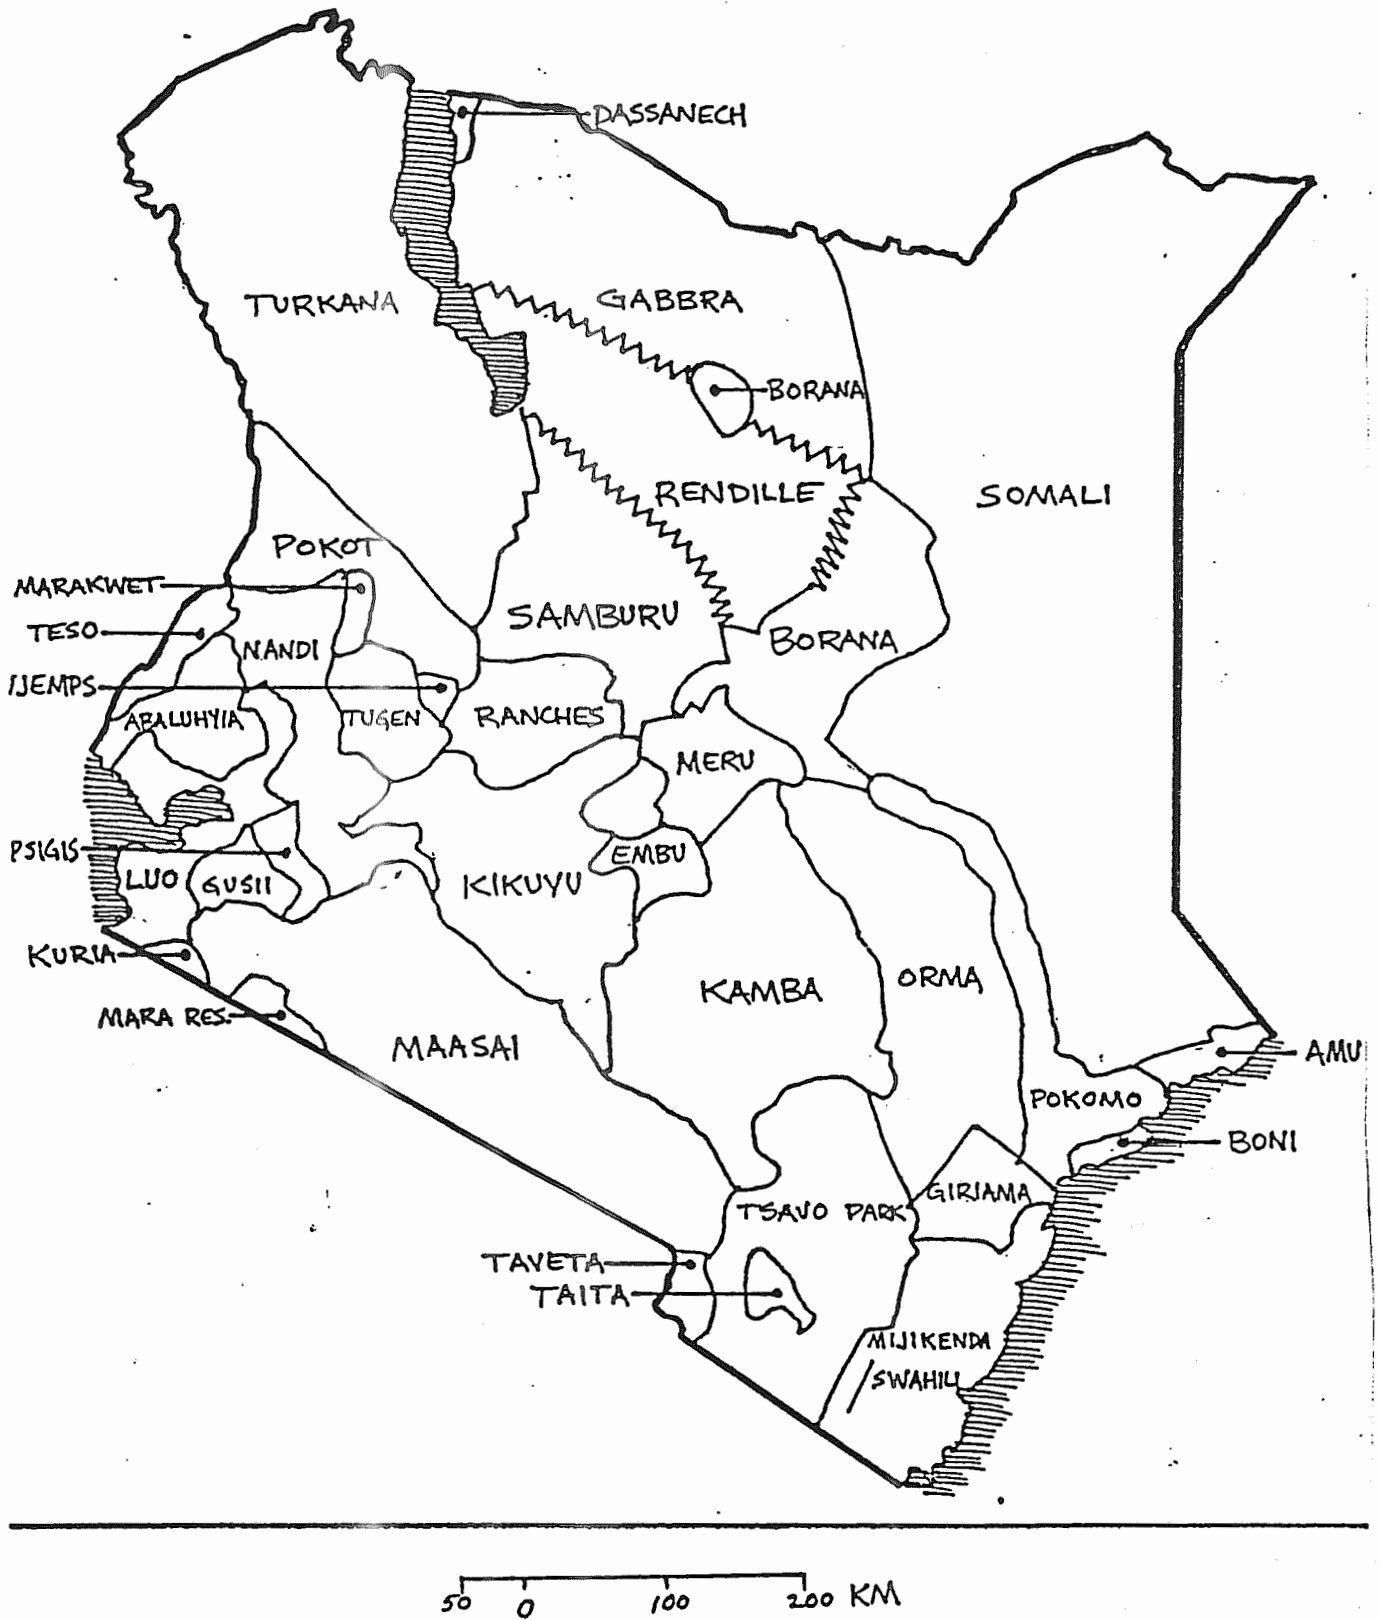 DASSANECH
TURKANA
GABBRA
BORANA
RENDILLE
SOMALI
POKOT
MARAKWET
SAMBURU
TESO
NANDI
BORANA
IJEMPS
ABALUHYIA
TUGEN
RANCHES
MERU
PSIGIS
EMBU
LUO
GUSII
KIKUYU
KURIA
KAMBA
ORMA
MARA RES.
MAASAI
AMU
POKOMO
BONI
GIRIAMA
TSAVO PARK
TAVETA
TAITA
MIJIKENDA
SWAHILI
50 0 100 200 KM